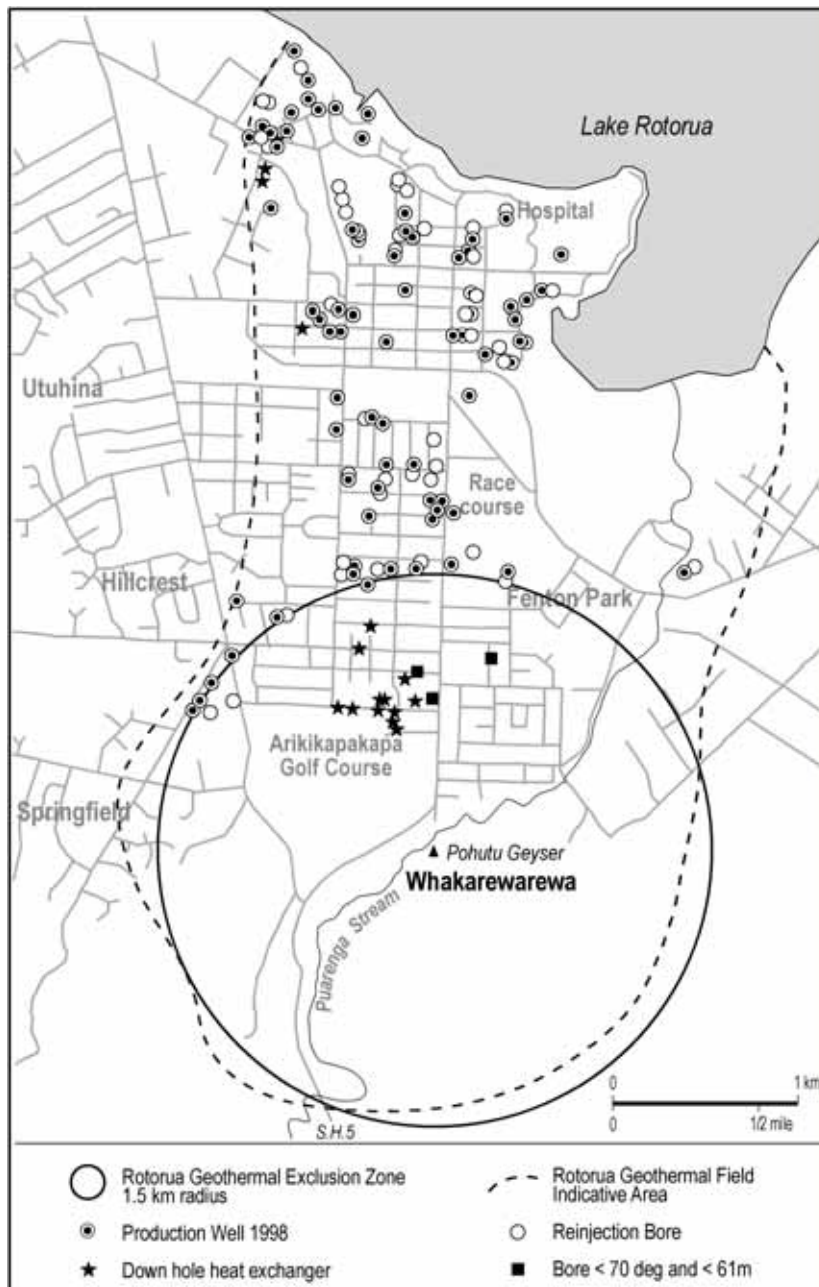 Lake Rotorua
Hospital
Utuhina
Race
course
Hillcrest
Fenton Park
Arikikapakapa
Golf Course
Springfield
Pohutu Geyser
Whakarewarewa
Puarenga Stream
0 1 km
0 1/2 mile
S.H.5
Rotorua Geothermal Exclusion Zone
1.5 km radius
Rotorua Geothermal Field
Indicative Area
Production Well 1998
Reinjection Bore
Down hole heat exchanger
Bore < 70 deg and < 61m